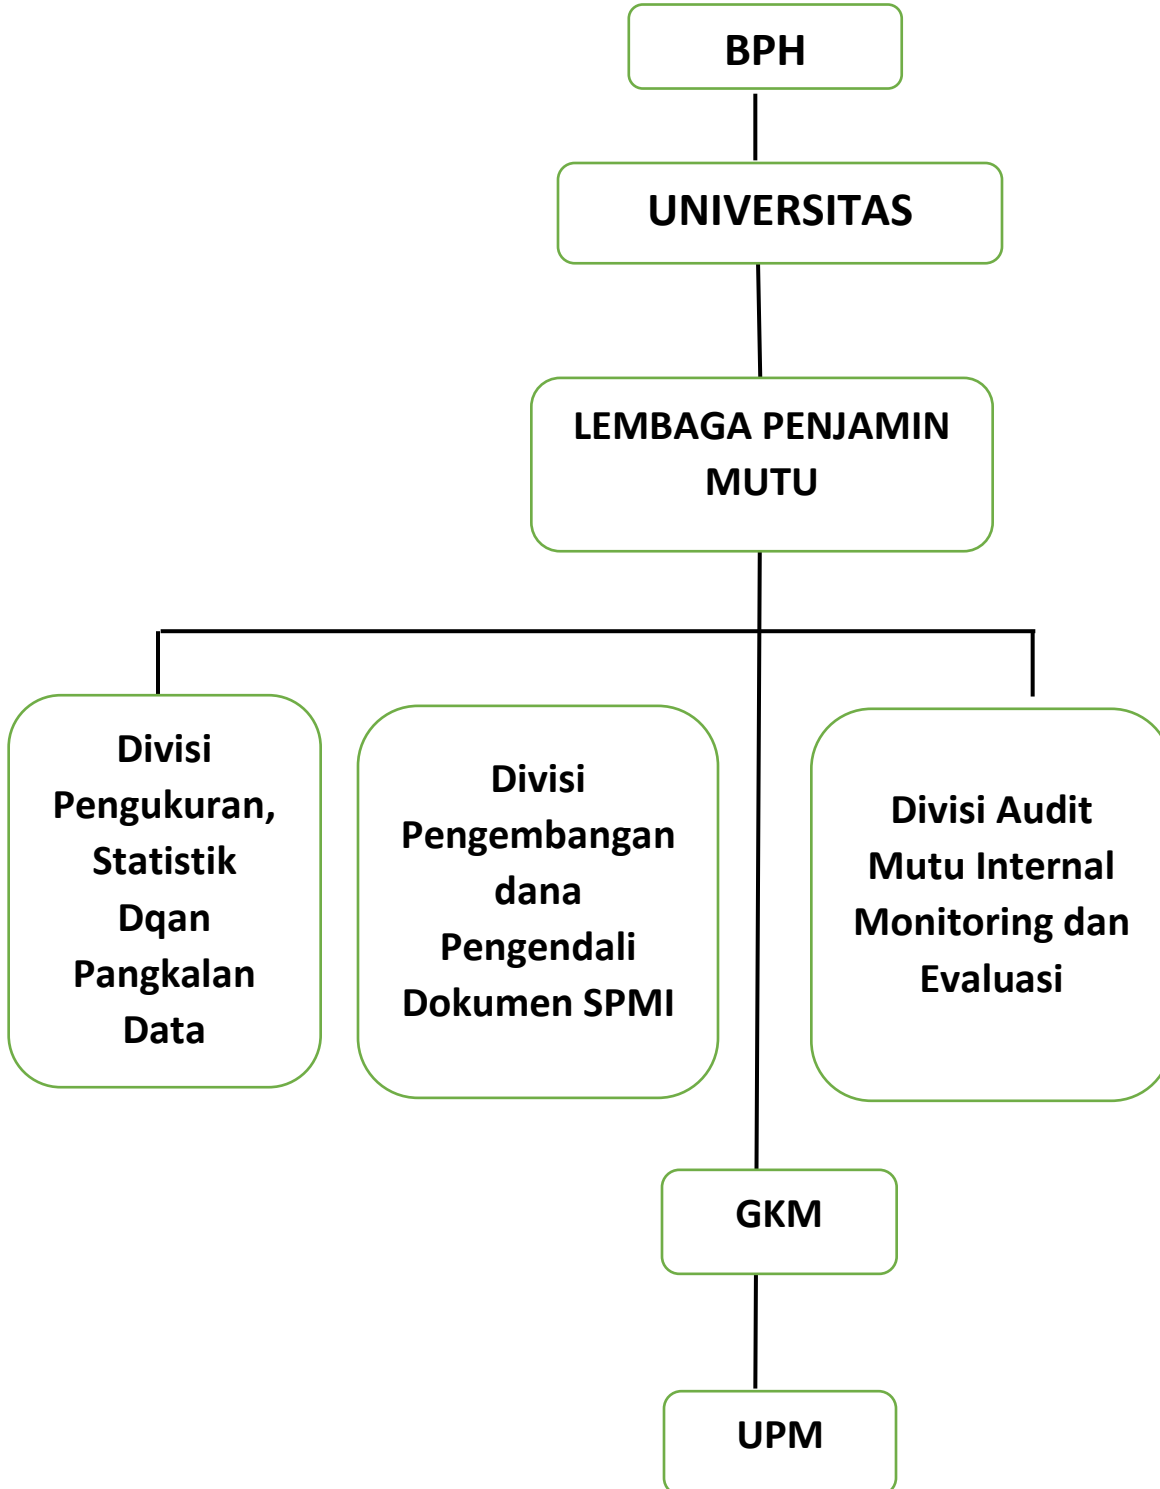 BPH
UNIVERSITAS
LEMBAGA PENJAMIN
MUTU
Divisi
Pengukuran,
Statistik
Dqan
Pangkalan
Data
Divisi
Pengembangan
dana
Pengendali
Dokumen SPMI
Divisi Audit
Mutu Internal
Monitoring dan
Evaluasi
GKM
UPM